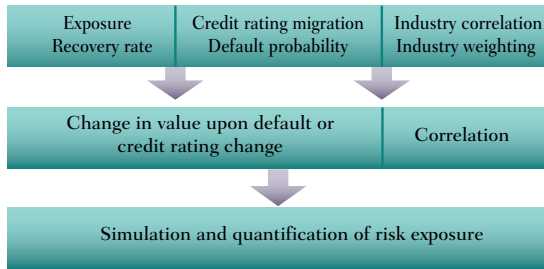 Exposure
Recovery rate
Credit rating migration
Default probability
Industry correlation
Industry weighting
Change in value upon default or
credit rating change
Correlation
Simulation and quantification of risk exposure